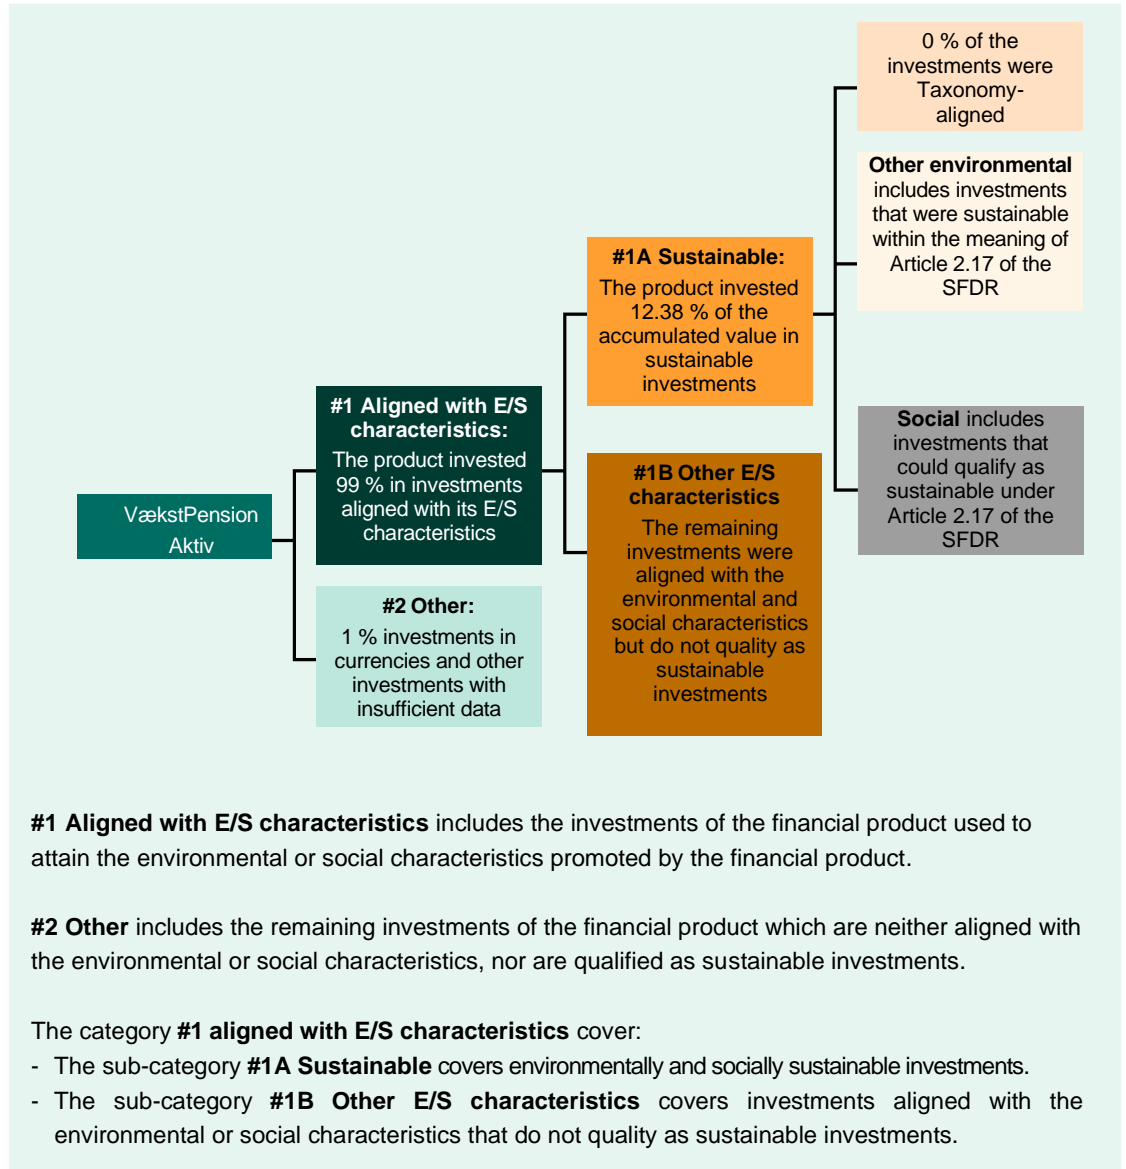 0 % of the
investments were
Taxonomy-
aligned
Other environmental
includes investments
that were sustainable
within the meaning of
Article 2.17 of the
SFDR
#1A Sustainable:
The product invested
12.38 % of the
accumulated value in
sustainable
investments
#1 Aligned with E/S
characteristics:
The product invested
99 % in investments
aligned with its E/S
characteristics
Social includes
investments that
could qualify as
sustainable under
Article 2.17 of the
SFDR
#1B Other E/S
characteristics
The remaining
investments were
aligned with the
environmental and
social characteristics
but do not quality as
sustainable
investments
VækstPension
Aktiv
#2 Other:
1 % investments in
currencies and other
investments with
insufficient data
#1 Aligned with E/S characteristics includes the investments of the financial product used to
attain the environmental or social characteristics promoted by the financial product.
#2 Other includes the remaining investments of the financial product which are neither aligned with
the environmental or social characteristics, nor are qualified as sustainable investments.
The category #1 aligned with E/S characteristics cover:
- The sub-category #1A Sustainable covers environmentally and socially sustainable investments.
- The sub-category #1B Other E/S characteristics covers investments aligned with the
environmental or social characteristics that do not quality as sustainable investments.